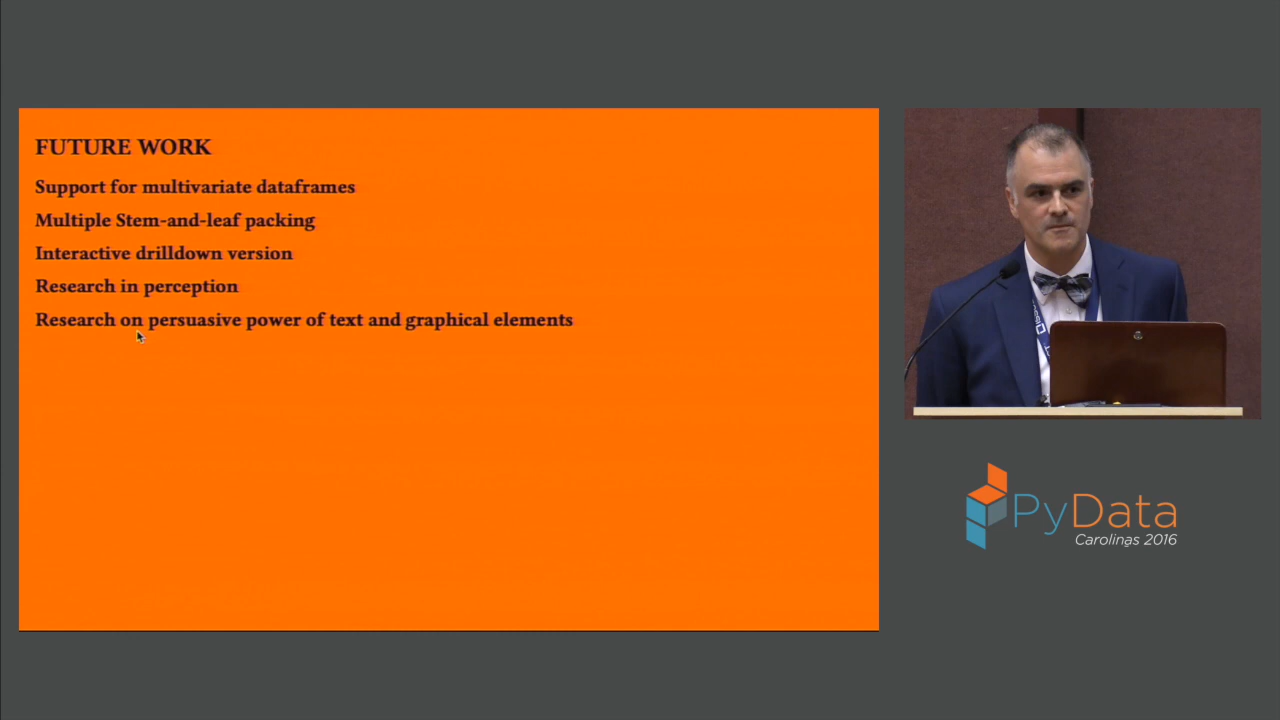 FUTURE WORK
Support for multivariate dataframes
Multiple Stem-and-leaf packing
Interactive drilldown version
Research in perception
Research on persuasive power of text and graphical elements
PyData
Carolinas 2016